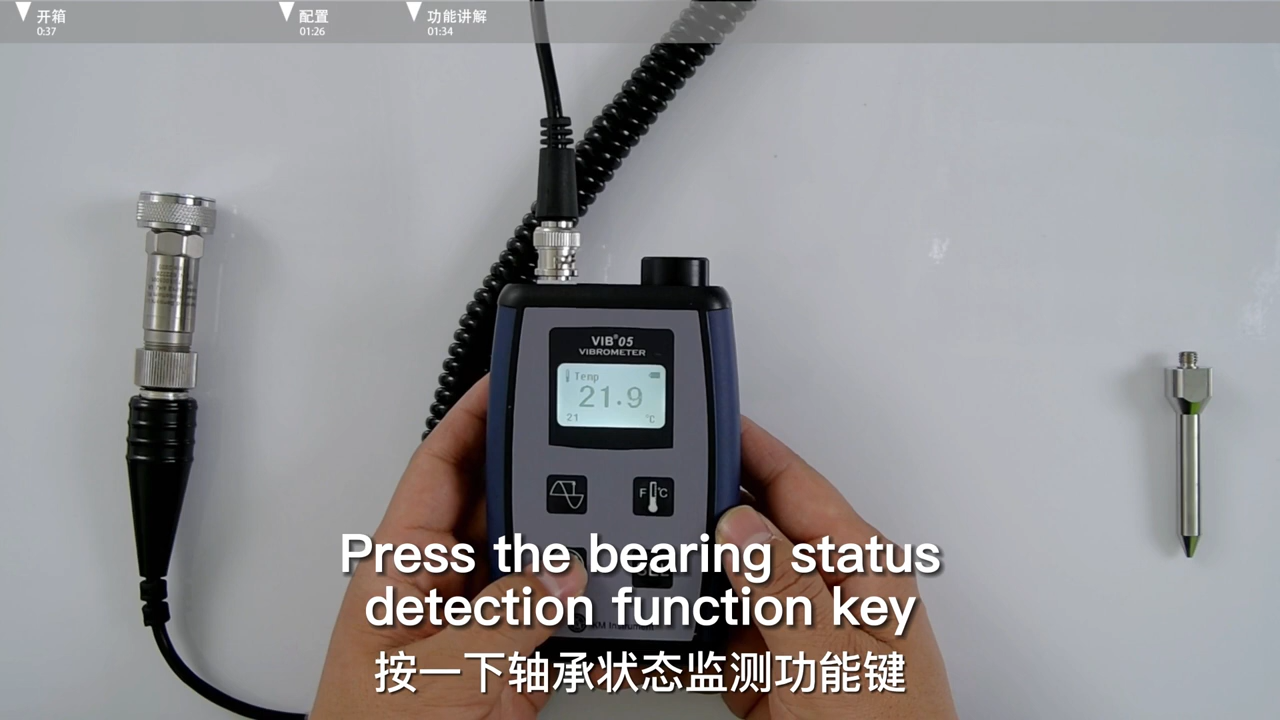 开箱
0:37
配置
01:26
功能讲解
01:34
VIB®05
VIBROMETER
Temp
21.9
21 °C
F °C
Press the bearing status
detection function key
按一下轴承状态监测功能键